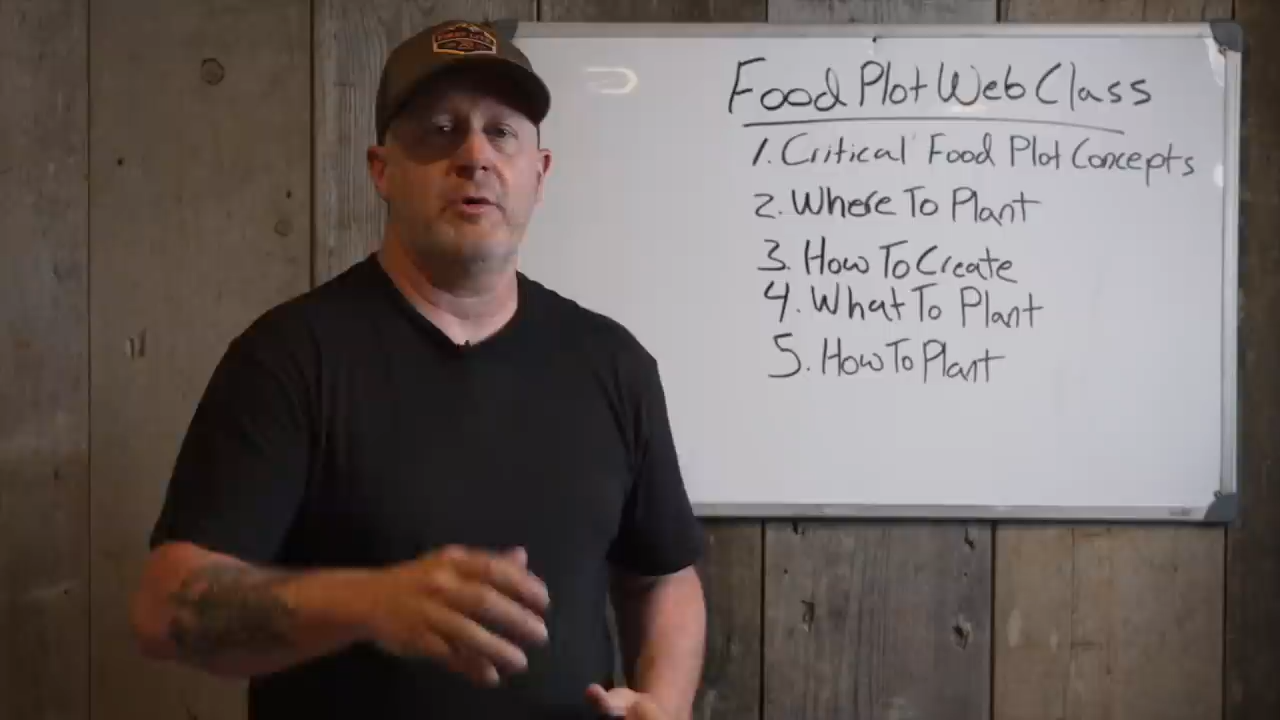 Food Plot Web Class
1. Critical Food Plot Concepts
2. Where To Plant
3. How To Create
4. What To Plant
5. How To Plant